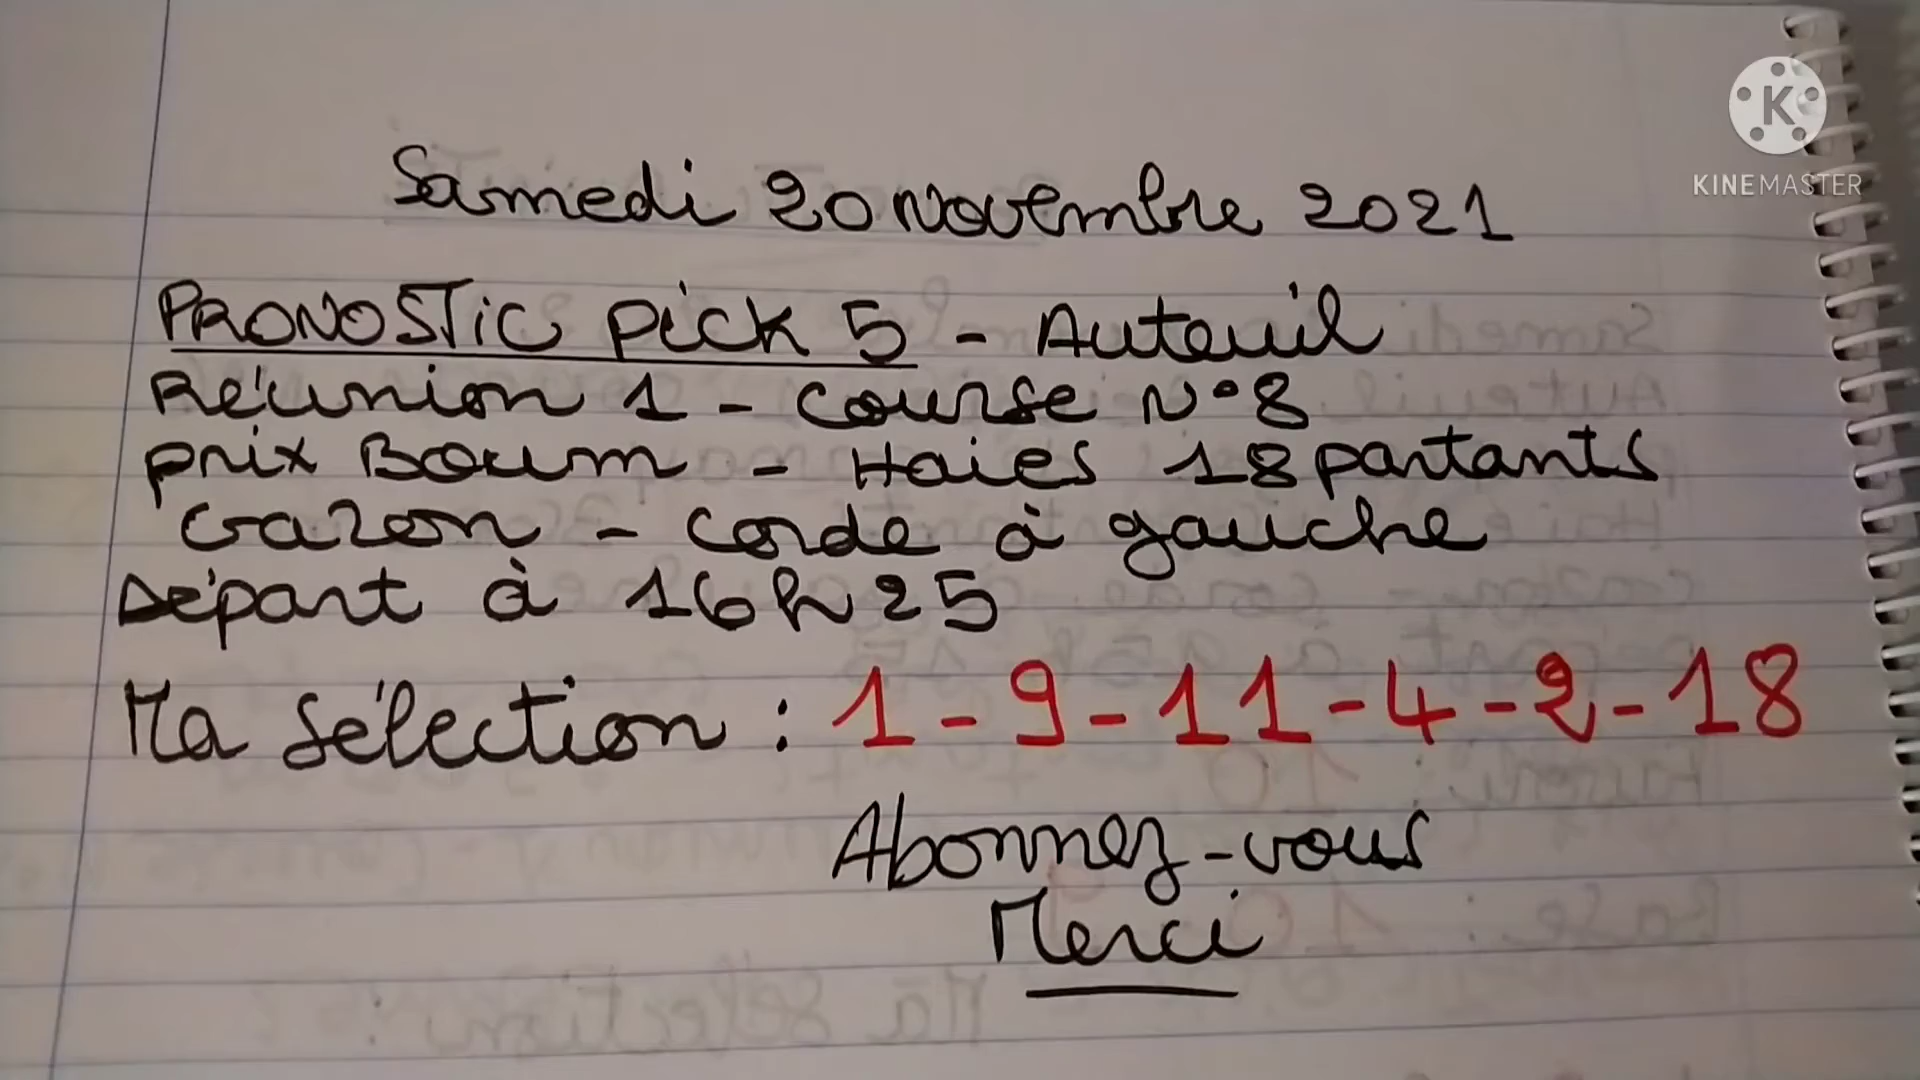 KINEMASTER
Samedi 20 Novembre 2021
PRONOSTIC PICK 5 - Auteuil
Réunion 1 - Course N°8
prix Boum - Haies 18 partants
Gazon - corde à gauche
Départ à 16h25
Ma sélection : 1 - 9 - 11 - 4 - 2 - 18
Abonnez-vous
Merci